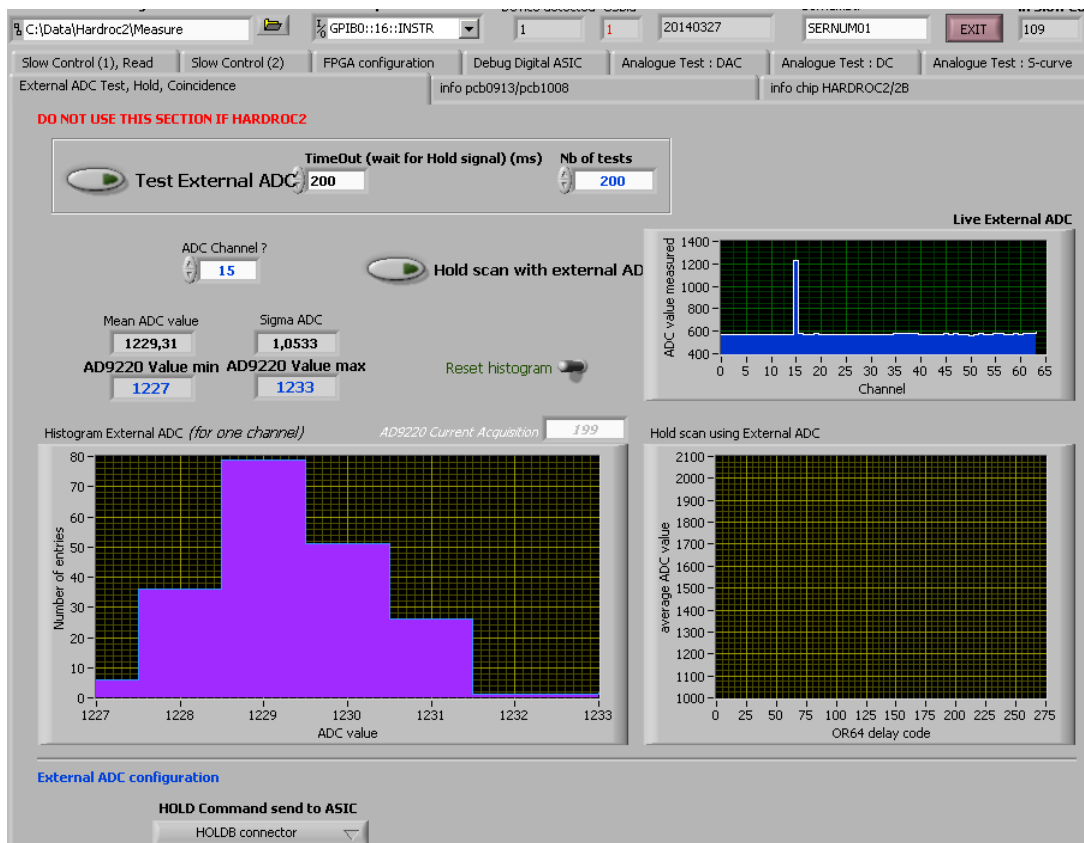 C:\Data\Hardroc2\Measure GPIB0::16::INSTR 1 1 20140327 SERNUM01 EXIT 109
Slow Control (1), Read Slow Control (2) FPGA configuration Debug Digital ASIC Analogue Test : DAC Analogue Test : DC Analogue Test : S-curve
External ADC Test, Hold, Coincidence info pcb0913/pcb1008 info chip HARDROC2/2B
DO NOT USE THIS SECTION IF HARDROC2
TimeOut (wait for Hold signal) (ms) Nb of tests
Test External ADC 200 200
Live External ADC
ADC Channel ?
15
Hold scan with external AD
Mean ADC value Sigma ADC
1229,31 1,0533
AD9220 Value min AD9220 Value max
1227 1233
Reset histogram
ADC value measured
1400
1200
1000
800
600
400
0 5 10 15 20 25 30 35 40 45 50 55 60 65
Channel
Histogram External ADC (for one channel) AD9220 Current Acquisition 199
Number of entries
80
70
60
50
40
30
20
10
0
1227 1228 1229 1230 1231 1232 1233
ADC value
Hold scan using External ADC
average ADC value
2100
2000
1900
1800
1700
1600
1500
1400
1300
1200
1100
1000
0 25 50 75 100 125 150 175 200 225 250 275
OR64 delay code
External ADC configuration
HOLD Command send to ASIC
HOLDB connector